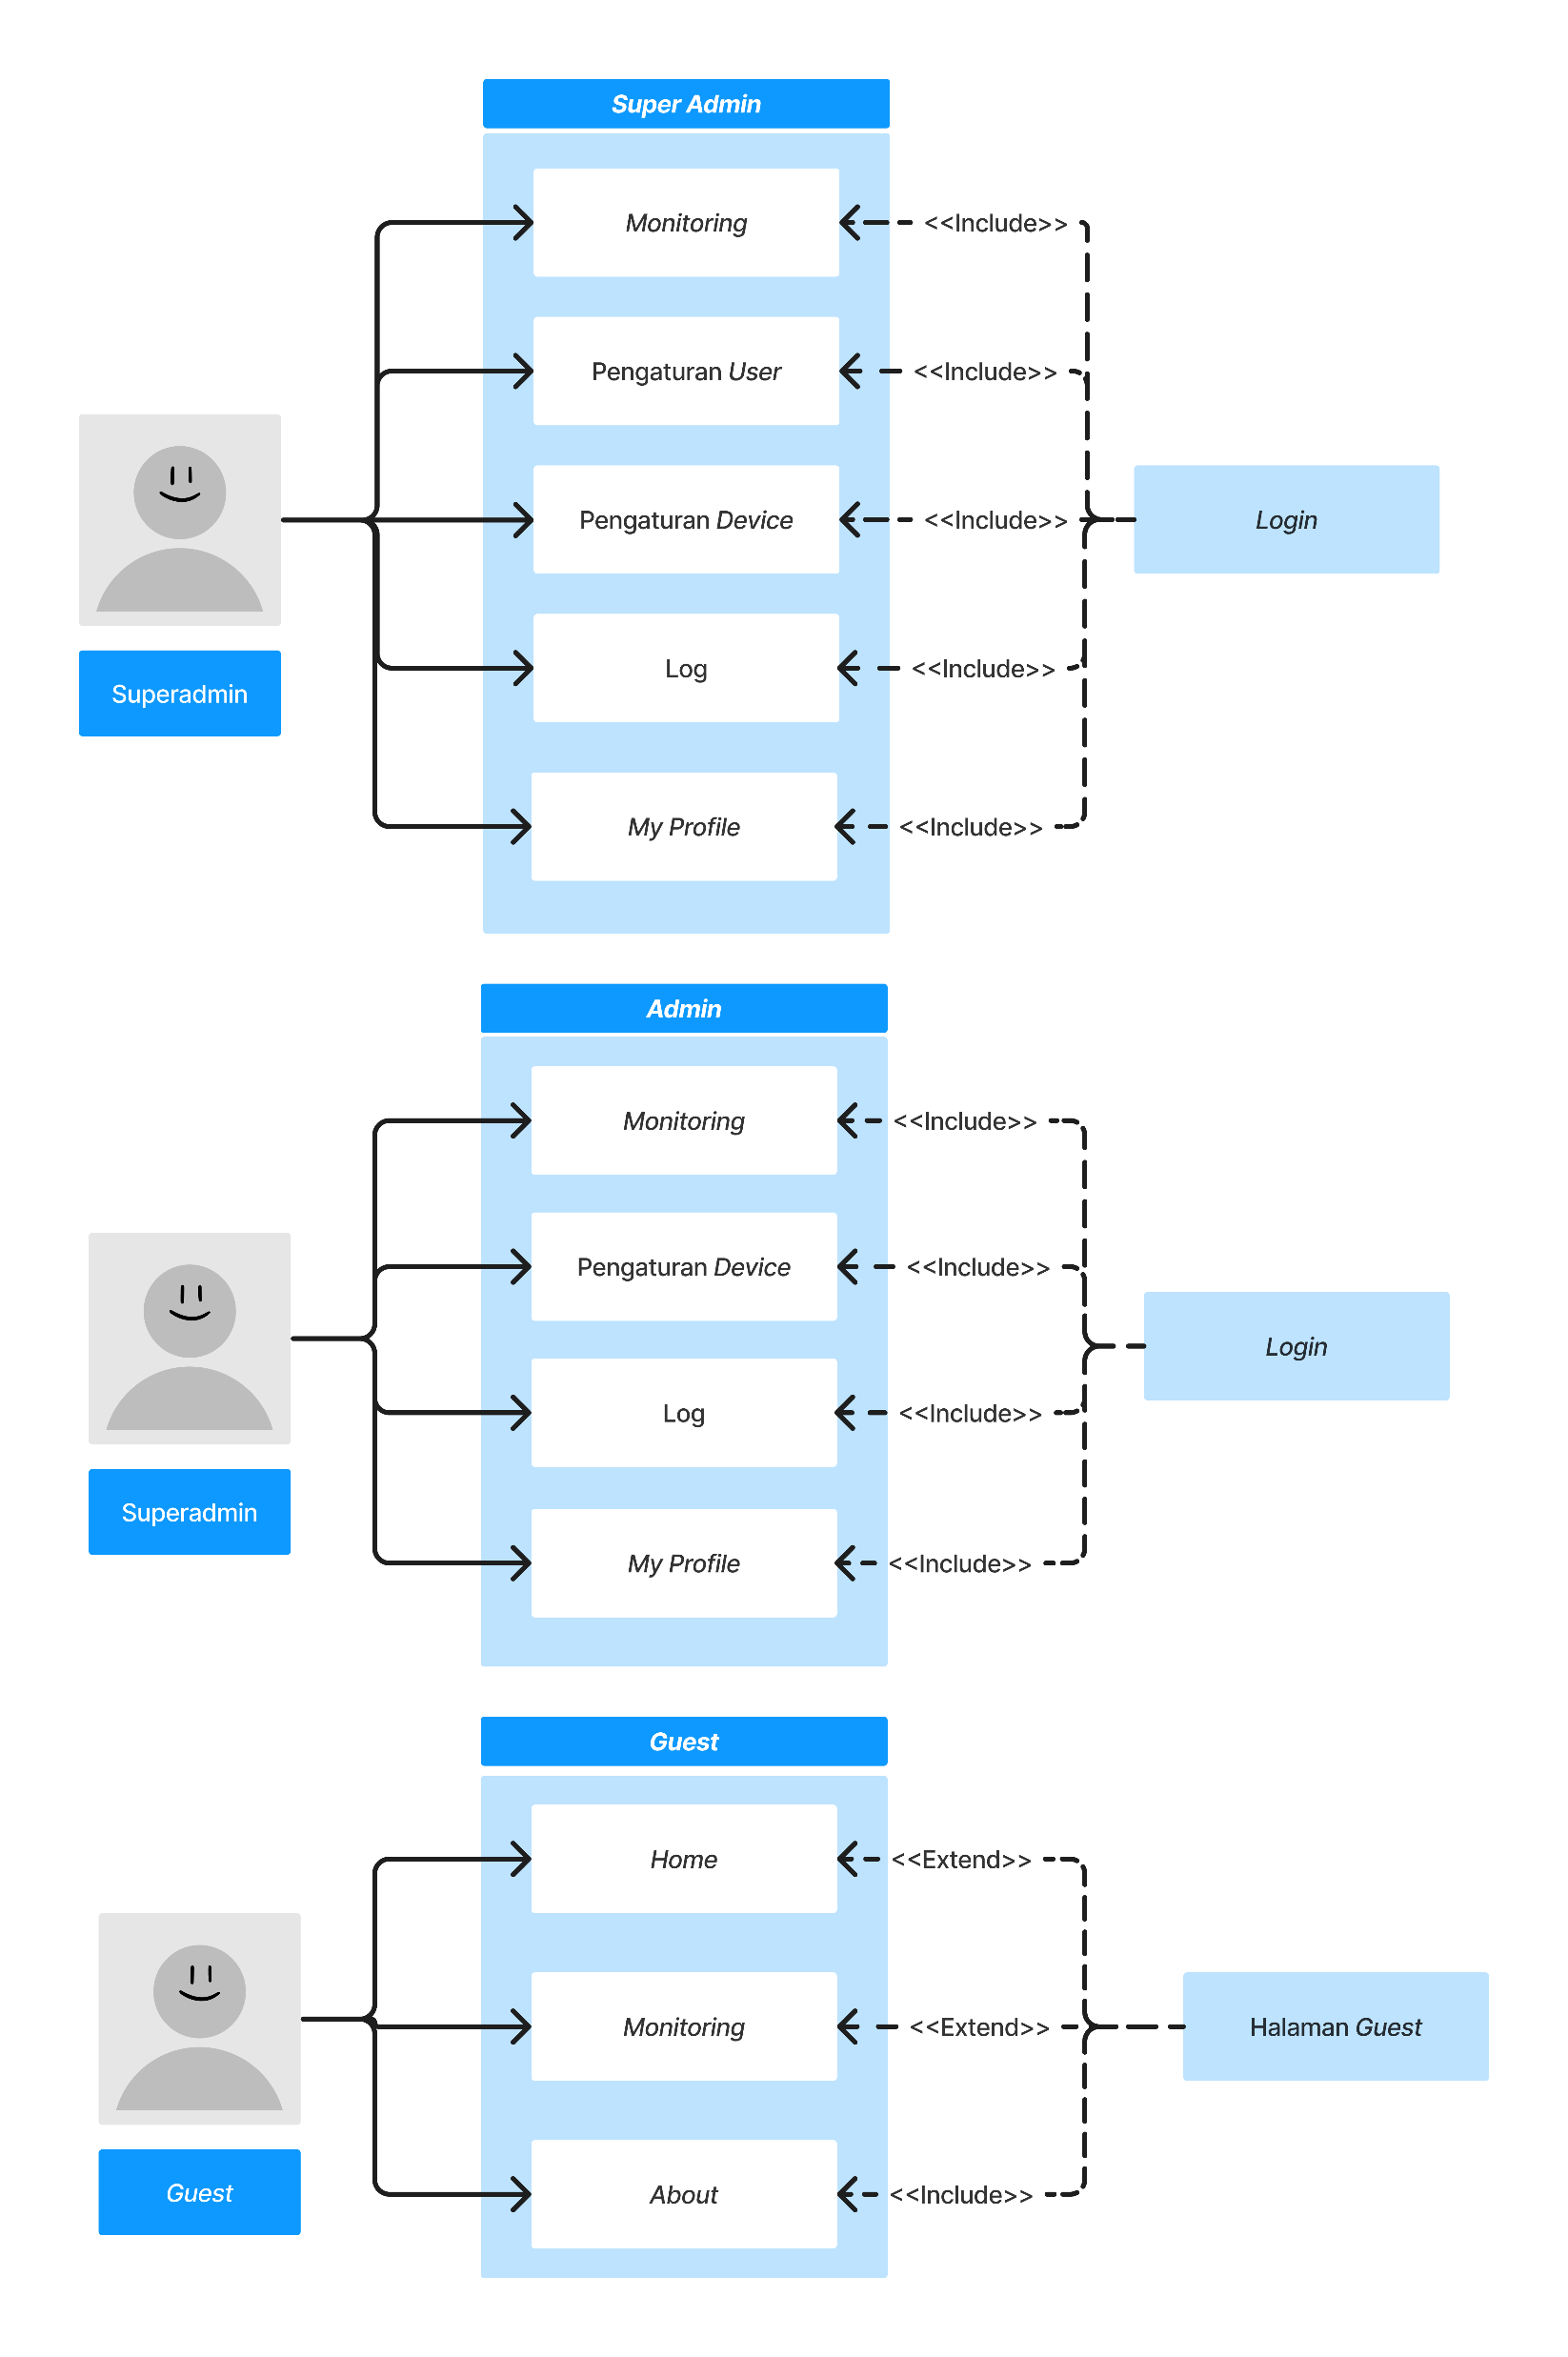 Super Admin
Monitoring
<<Include>>
Pengaturan User
<<Include>>
Pengaturan Device
<<Include>>
Login
Log
<<Include>>
Superadmin
My Profile
<<Include>>
Admin
Monitoring
<<Include>>
Pengaturan Device
<<Include>>
Login
Log
<<Include>>
Superadmin
My Profile
<<Include>>
Guest
Home
<<Extend>>
Monitoring
<<Extend>>
Halaman Guest
Guest
About
<<Include>>